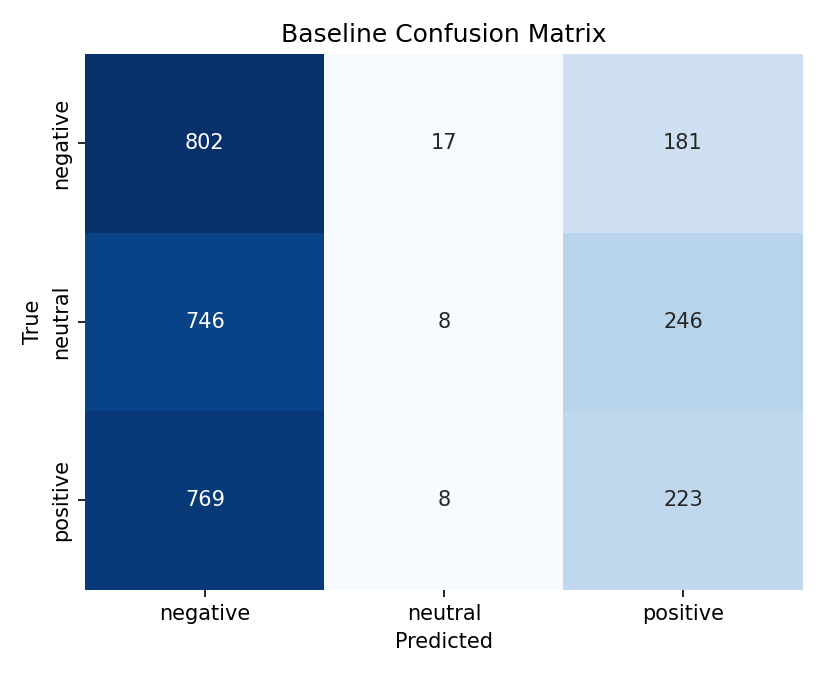 Baseline Confusion Matrix
True
negative 802 17 181
neutral 746 8 246
positive 769 8 223
negative neutral positive
Predicted